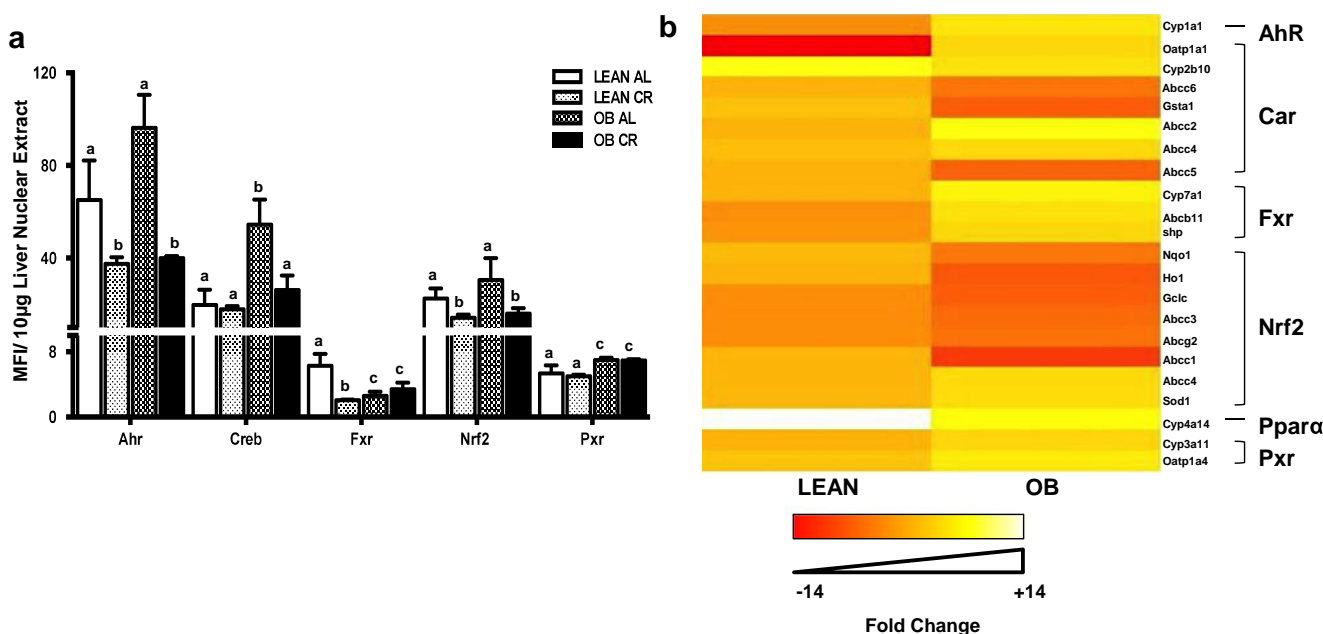 a
MFI/ 10µg Liver Nuclear Extract
120
80
40
8
0
a
b
a
b
a
a
b
a
a
b
c
c
a
b
a
b
a
a
c
c
Ahr
Creb
Fxr
Nrf2
Pxr
LEAN AL
LEAN CR
OB AL
OB CR
b
Cyp1a1
Oatp1a1
Cyp2b10
Abcc6
Gsta1
Abcc2
Abcc4
Abcc5
Cyp7a1
Abcb11
shp
Nqo1
Ho1
Gclc
Abcc3
Abcg2
Abcc1
Abcc4
Sod1
Cyp4a14
Cyp3a11
Oatp1a4
AhR
Car
Fxr
Nrf2
Pparα
Pxr
LEAN OB
-14 +14
Fold Change